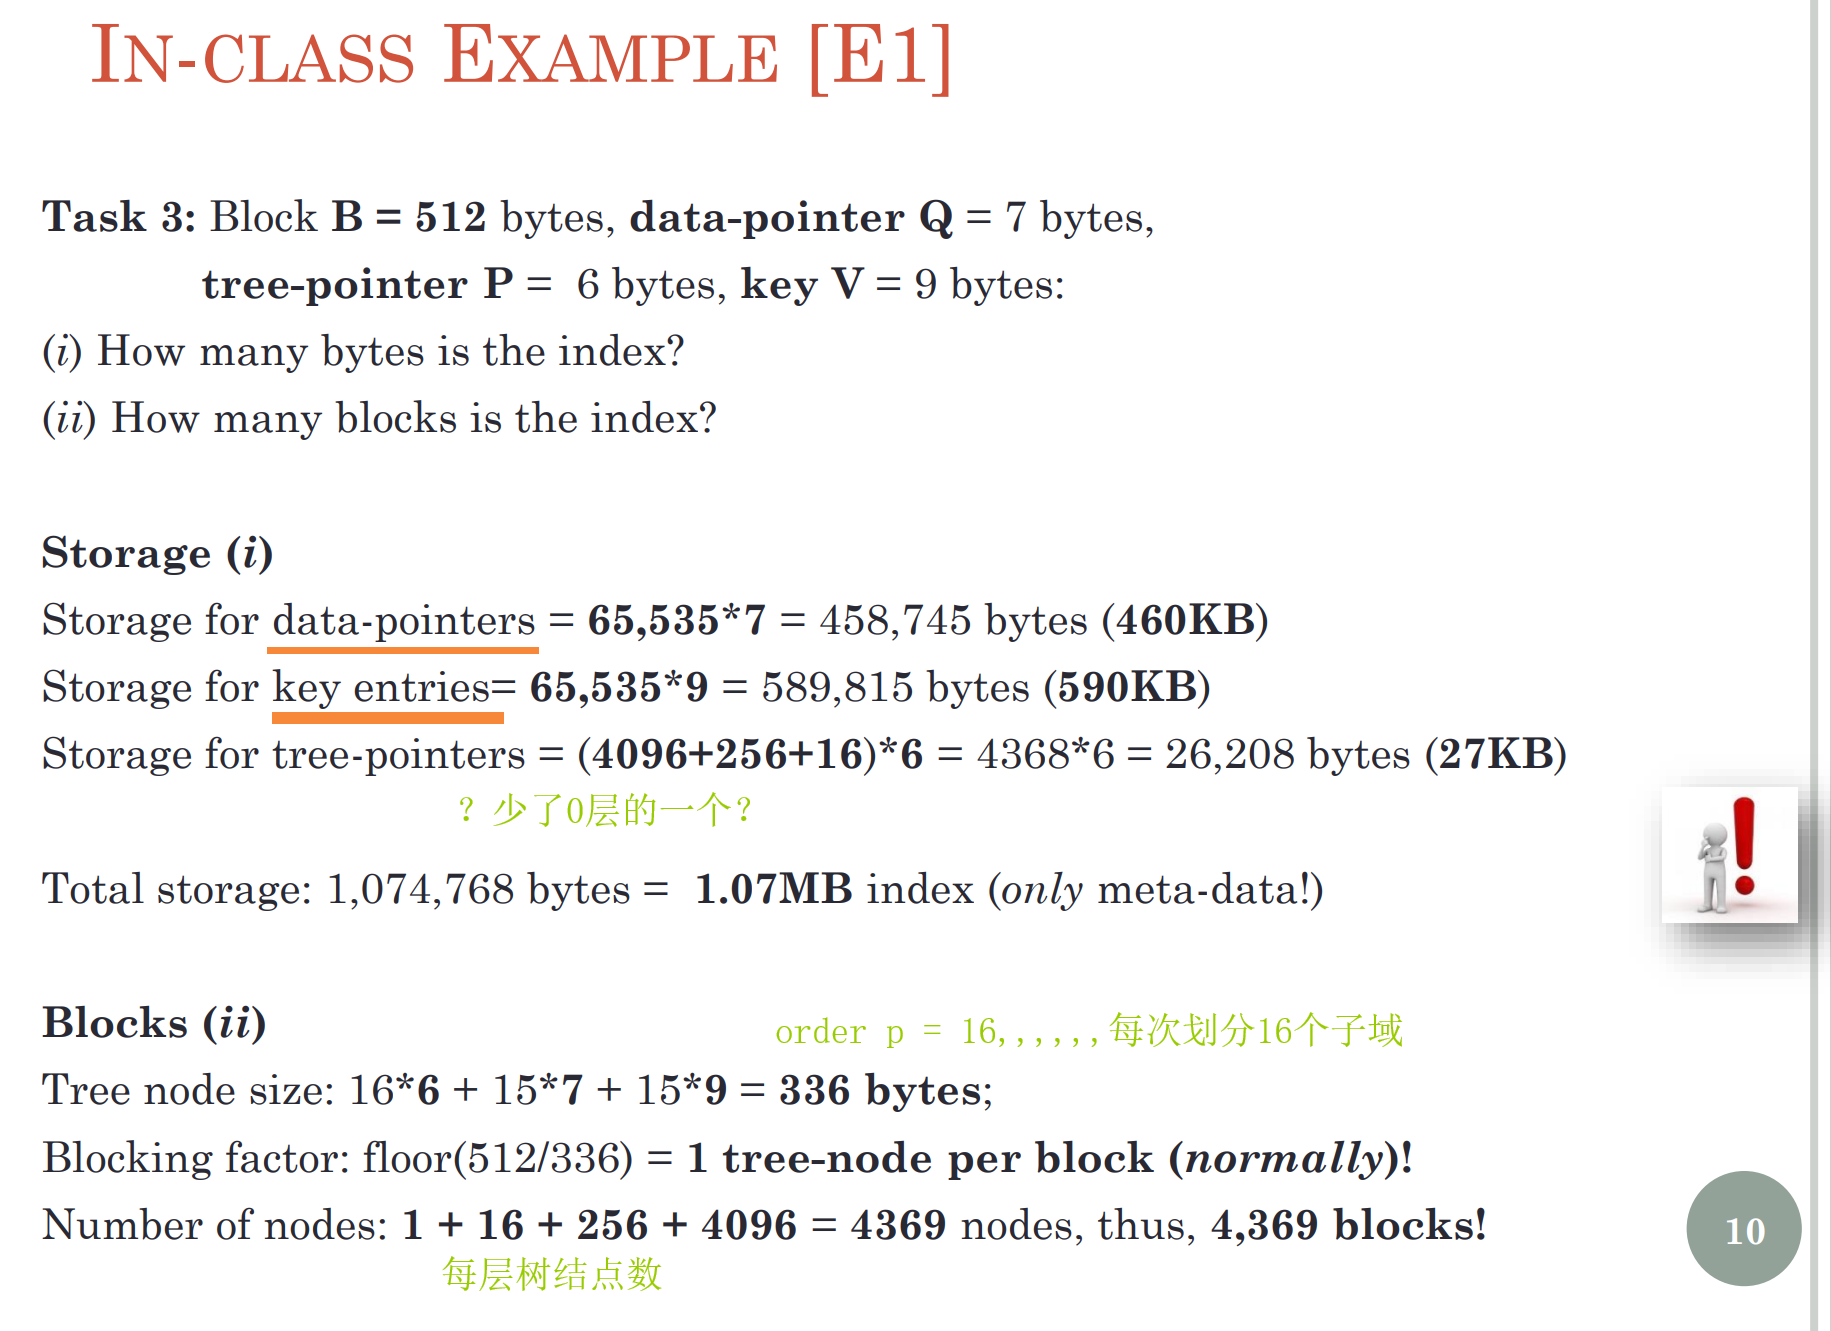 IN-CLASS EXAMPLE [E1]
Task 3: Block B = 512 bytes, data-pointer Q = 7 bytes,
tree-pointer P = 6 bytes, key V = 9 bytes:
(i) How many bytes is the index?
(ii) How many blocks is the index?
Storage (i)
Storage for data-pointers = 65,535*7 = 458,745 bytes (460KB)
Storage for key entries= 65,535*9 = 589,815 bytes (590KB)
Storage for tree-pointers = (4096+256+16)*6 = 4368*6 = 26,208 bytes (27KB)
？少了0层的一个？
Total storage: 1,074,768 bytes = 1.07MB index (only meta-data!)
Blocks (ii)
order p = 16,,,,,,每次划分16个子域
Tree node size: 16*6 + 15*7 + 15*9 = 336 bytes;
Blocking factor: floor(512/336) = 1 tree-node per block (normally)!
Number of nodes: 1 + 16 + 256 + 4096 = 4369 nodes, thus, 4,369 blocks!
每层树结点数
10